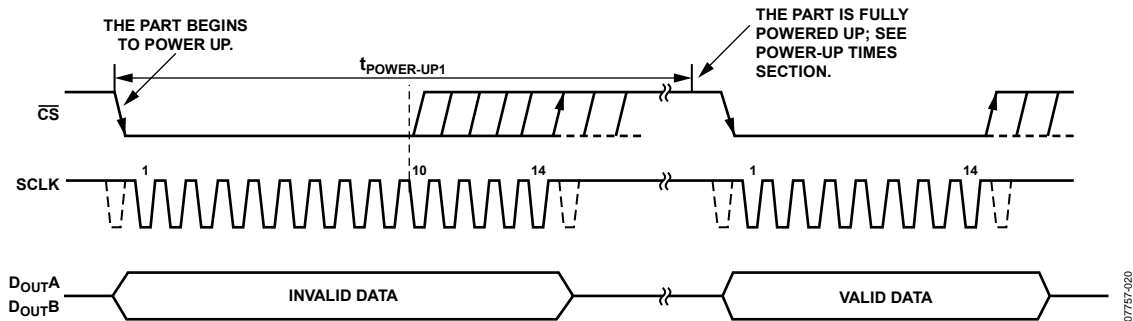 THE PART BEGINS
TO POWER UP.
THE PART IS FULLY
POWERED UP; SEE
POWER-UP TIMES
SECTION.
tPOWER-UP1
CS
SCLK
1
10
14
1
14
DOUTA
DOUTB
INVALID DATA
VALID DATA
07757-020